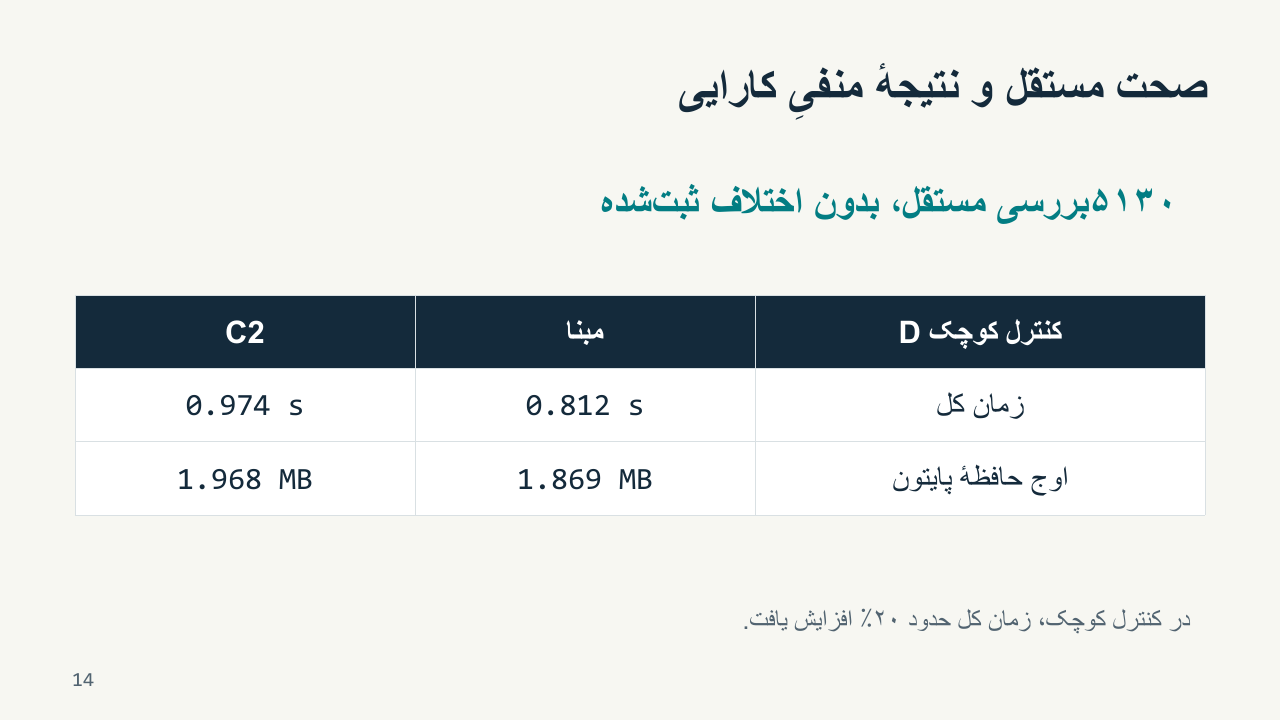 صحت مستقل و نتیجهٔ منفیِ کارایی
۵۱۳۰بررسی مستقل، بدون اختلاف ثبت‌شده
کنترل کوچک D مبنا C2
زمان کل 0.812 s 0.974 s
اوج حافظهٔ پایتون 1.869 MB 1.968 MB
در کنترل کوچک، زمان کل حدود ۲۰٪ افزایش یافت.
14